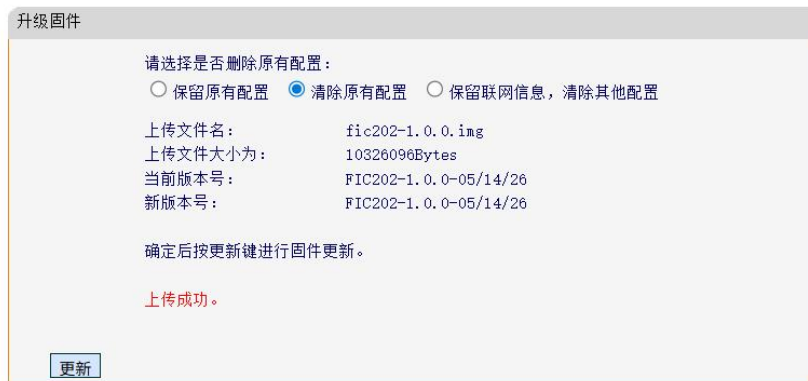 升级固件
请选择是否删除原有配置：
保留原有配置 清除原有配置 保留联网信息，清除其他配置
上传文件名： fic202-1.0.0.img
上传文件大小为： 10326096Bytes
当前版本号： FIC202-1.0.0-05/14/26
新版本号： FIC202-1.0.0-05/14/26
确定后按更新键进行固件更新。
上传成功。
更新